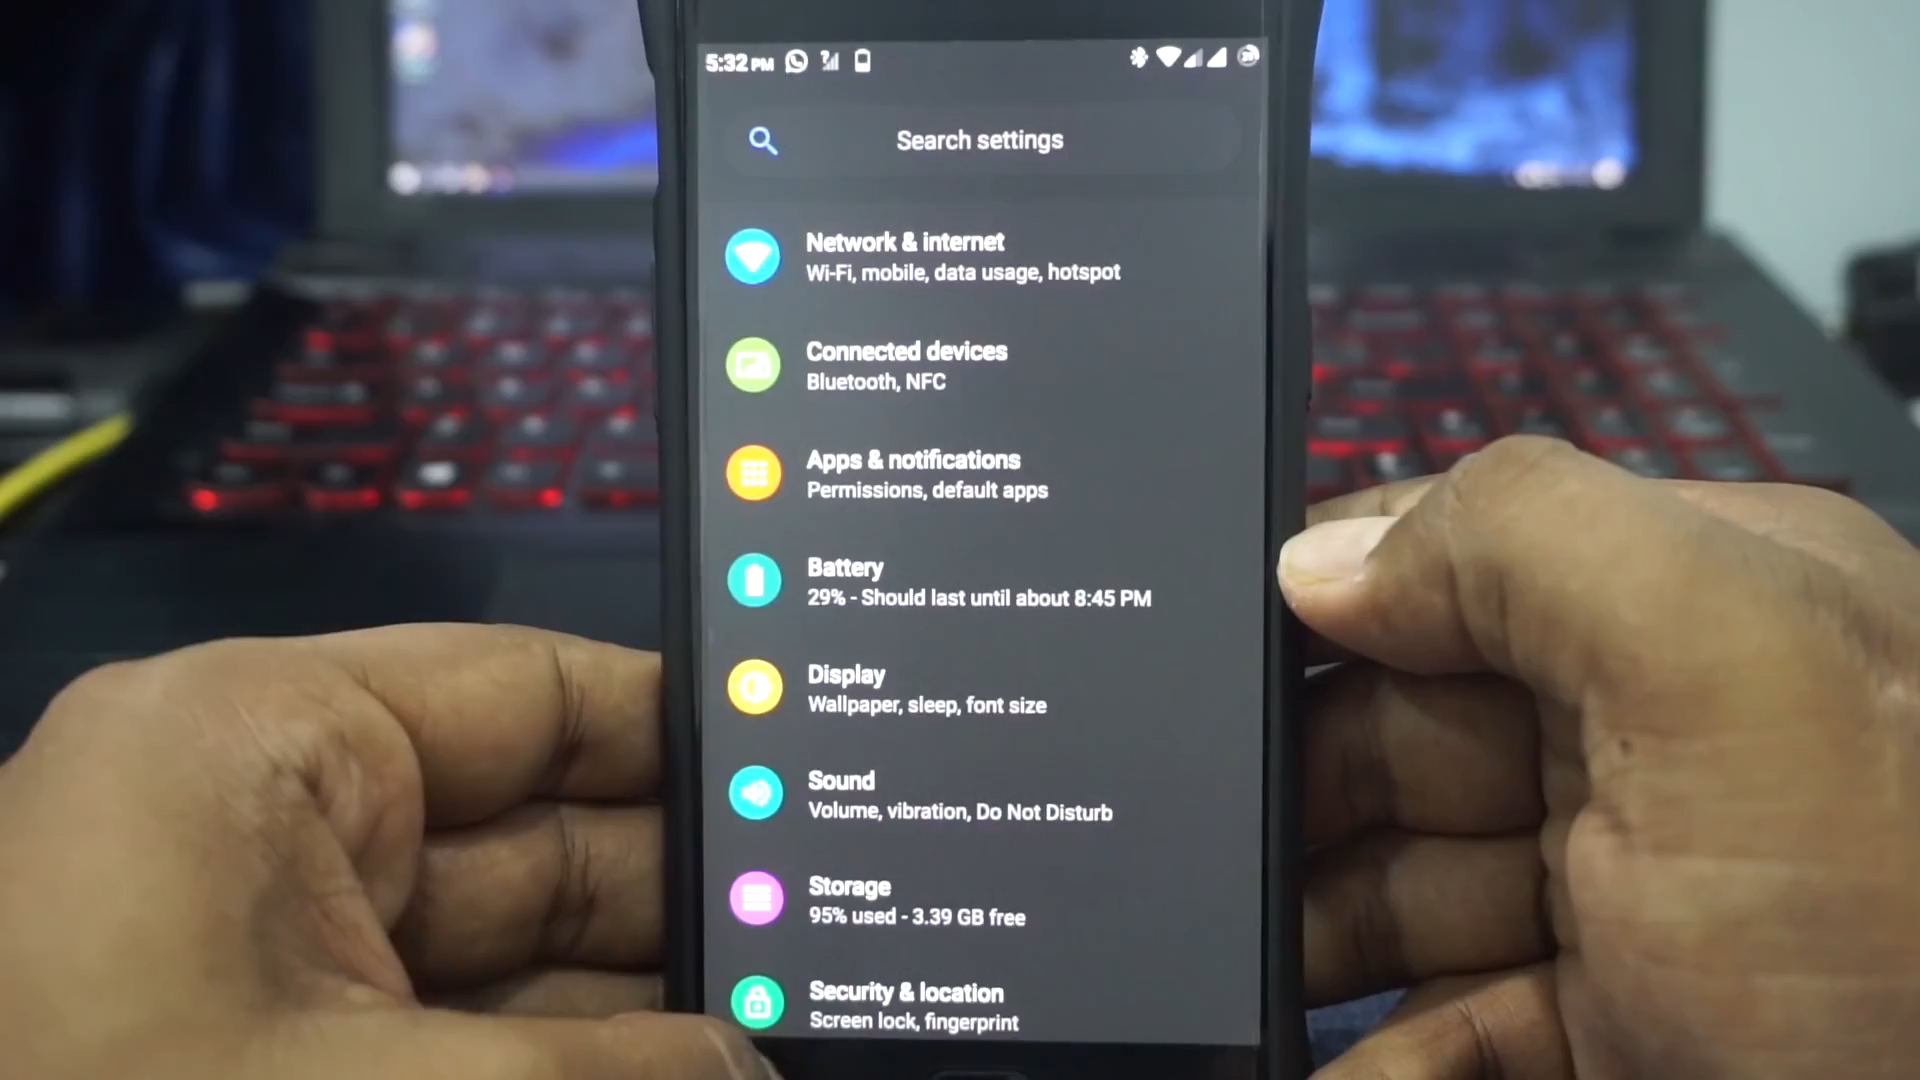 5:32 PM
Search settings
Network & internet
Wi-Fi, mobile, data usage, hotspot
Connected devices
Bluetooth, NFC
Apps & notifications
Permissions, default apps
Battery
29% - Should last until about 8:45 PM
Display
Wallpaper, sleep, font size
Sound
Volume, vibration, Do Not Disturb
Storage
95% used - 3.39 GB free
Security & location
Screen lock, fingerprint